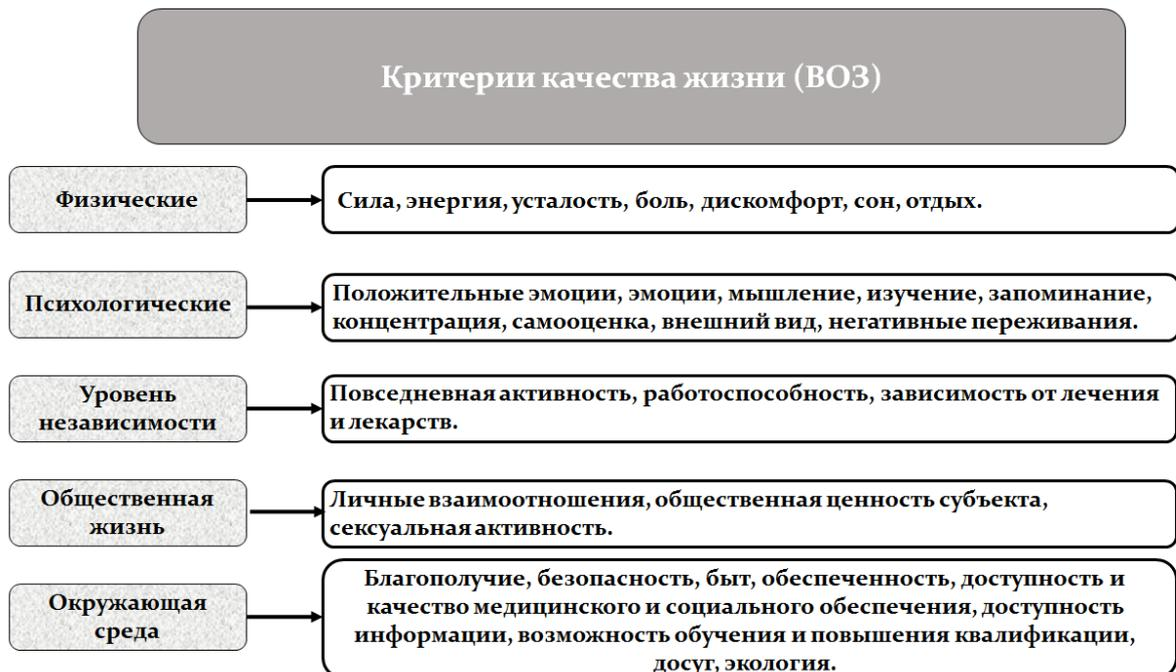 Критерии качества жизни (ВОЗ)
Физические
Сила, энергия, усталость, боль, дискомфорт, сон, отдых.
Психологические
Положительные эмоции, эмоции, мышление, изучение, запоминание,
концентрация, самооценка, внешний вид, негативные переживания.
Уровень
независимости
Повседневная активность, работоспособность, зависимость от лечения
и лекарств.
Общественная
жизнь
Личные взаимоотношения, общественная ценность субъекта,
сексуальная активность.
Окружающая
среда
Благополучие, безопасность, быт, обеспеченность, доступность и
качество медицинского и социального обеспечения, доступность
информации, возможность обучения и повышения квалификации,
досуг, экология.